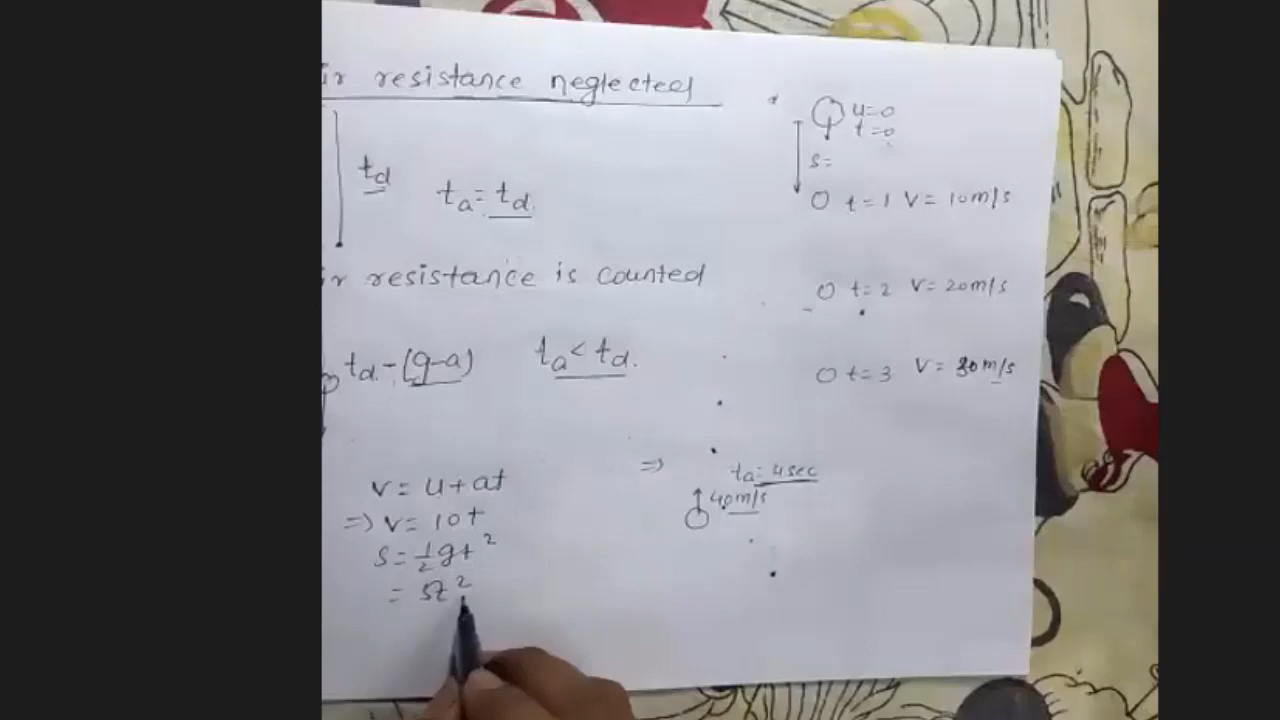 ir resistance neglected
td
ta = td.
ir resistance is counted
td - (g-a)
ta < td.
v = u + at
=> v = 10t
s = 1/2 gt²
= 5t²
u = 0
t = 0
s =
t = 1 v = 10m/s
t = 2 v = 20m/s
t = 3 v = 30m/s
=>
ta = 4sec
40m/s